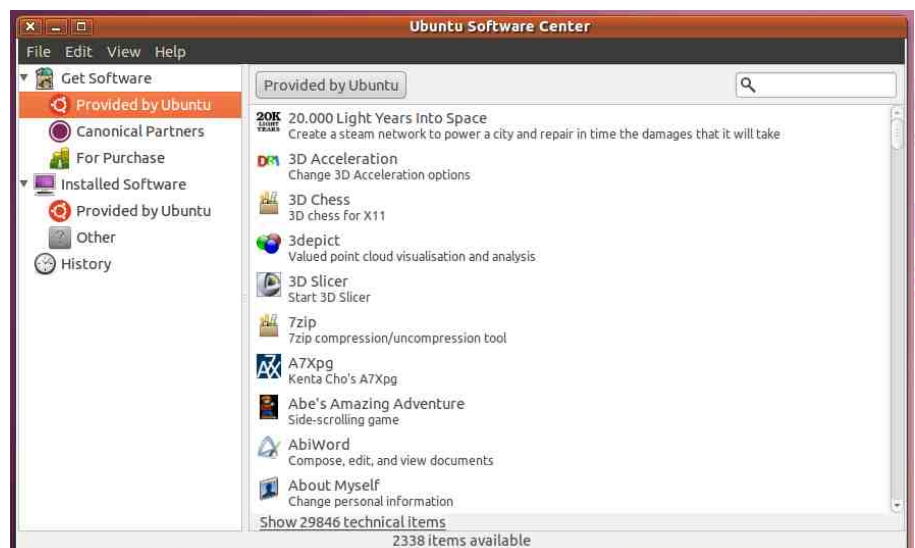 Ubuntu Software Center
File Edit View Help
Get Software
Provided by Ubuntu
Canonical Partners
For Purchase
Installed Software
Provided by Ubuntu
Other
History
Provided by Ubuntu
20K LIGHT YEARS
20.000 Light Years Into Space
Create a steam network to power a city and repair in time the damages that it will take
DRI
3D Acceleration
Change 3D Acceleration options
3D Chess
3D chess for X11
3depict
Valued point cloud visualisation and analysis
3D Slicer
Start 3D Slicer
7zip
7zip compression/uncompression tool
A7X
A7Xpg
Kenta Cho's A7Xpg
Abe's Amazing Adventure
Side-scrolling game
AbiWord
Compose, edit, and view documents
About Myself
Change personal information
Show 29846 technical items
2338 items available